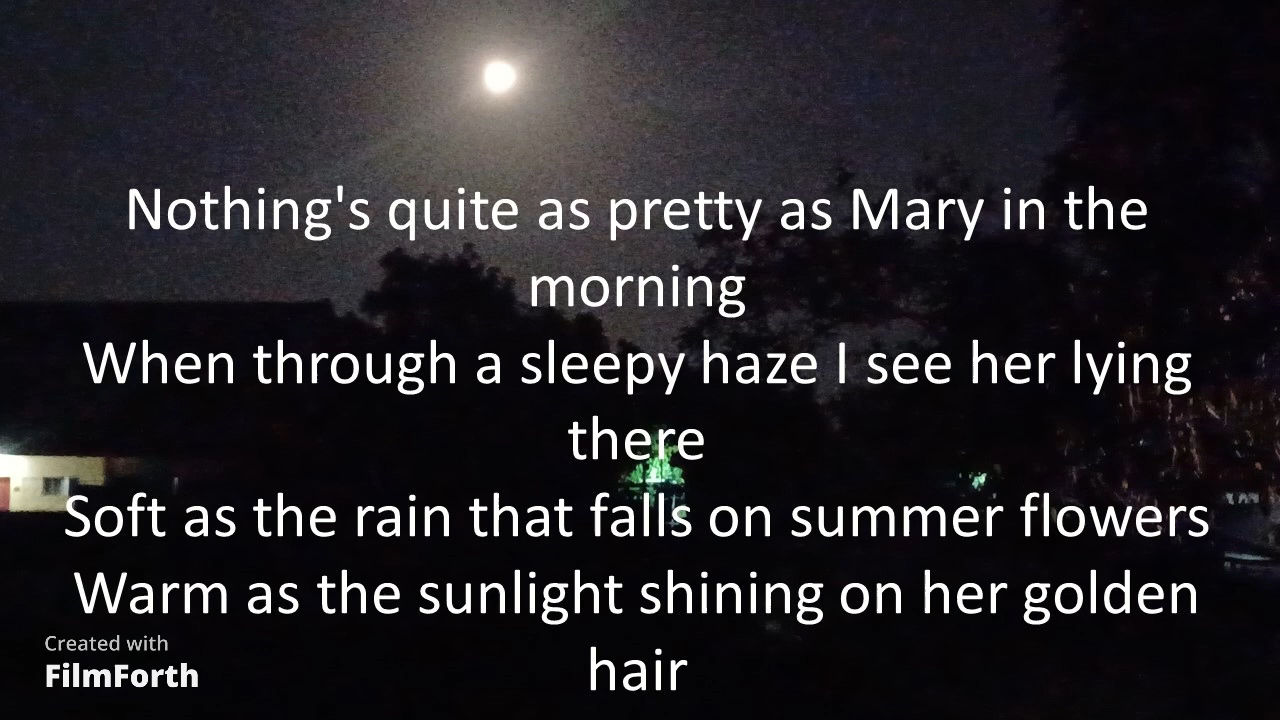 Nothing's quite as pretty as Mary in the
morning
When through a sleepy haze I see her lying
there
Soft as the rain that falls on summer flowers
Warm as the sunlight shining on her golden
hair
Created with
FilmForth